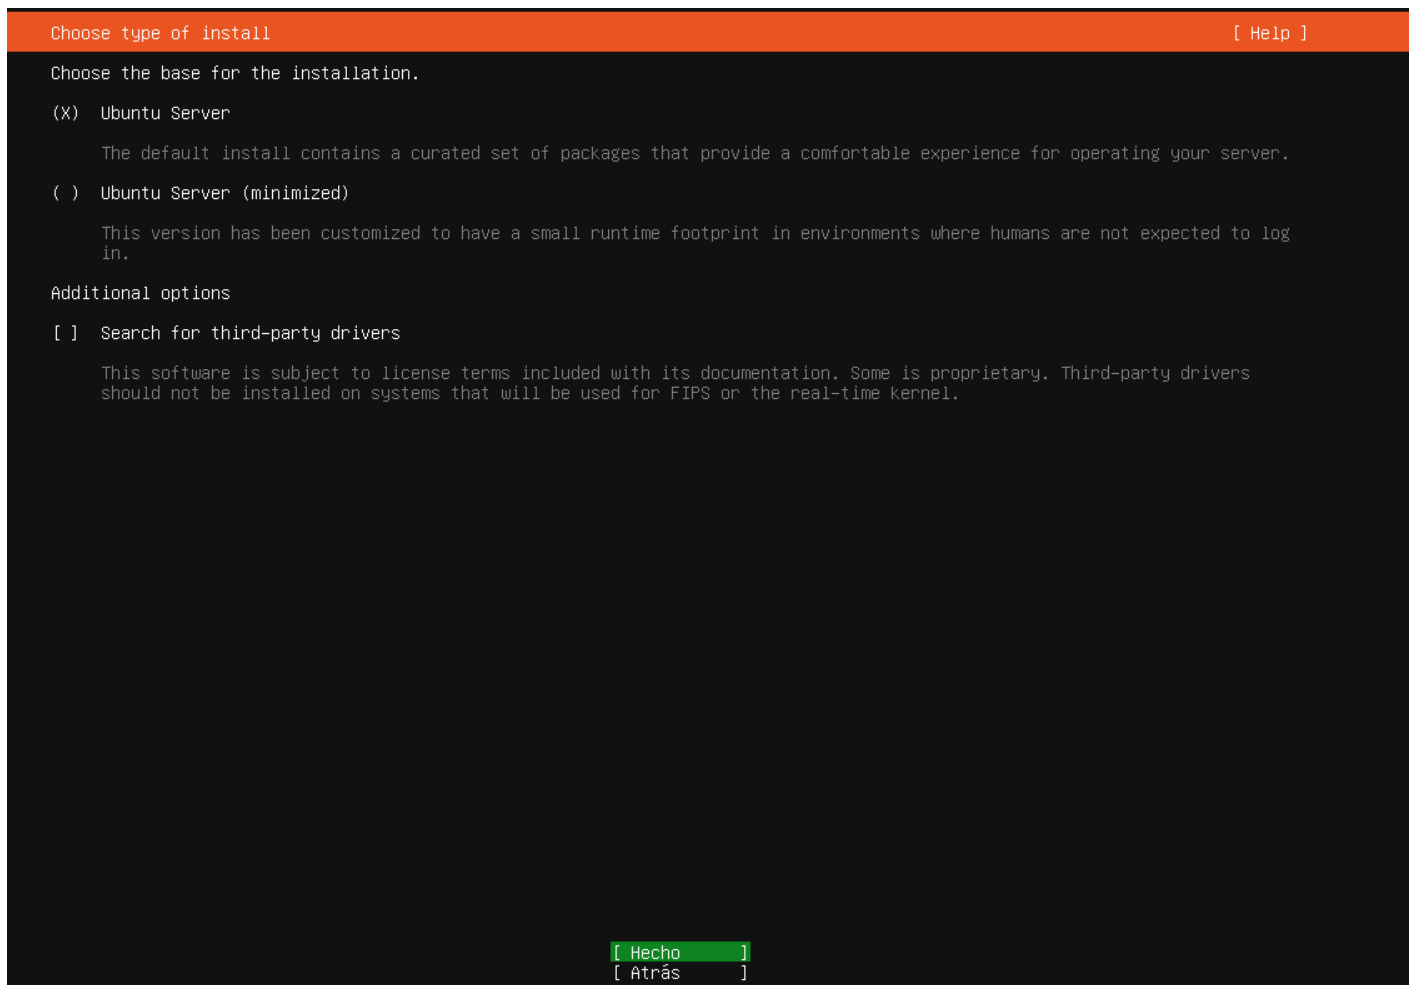 Choose type of install [ Help ]
Choose the base for the installation.
(X) Ubuntu Server
The default install contains a curated set of packages that provide a comfortable experience for operating your server.
( ) Ubuntu Server (minimized)
This version has been customized to have a small runtime footprint in environments where humans are not expected to log
in.
Additional options
[ ] Search for third-party drivers
This software is subject to license terms included with its documentation. Some is proprietary. Third-party drivers
should not be installed on systems that will be used for FIPS or the real-time kernel.
[ Hecho ]
[ Atrás ]